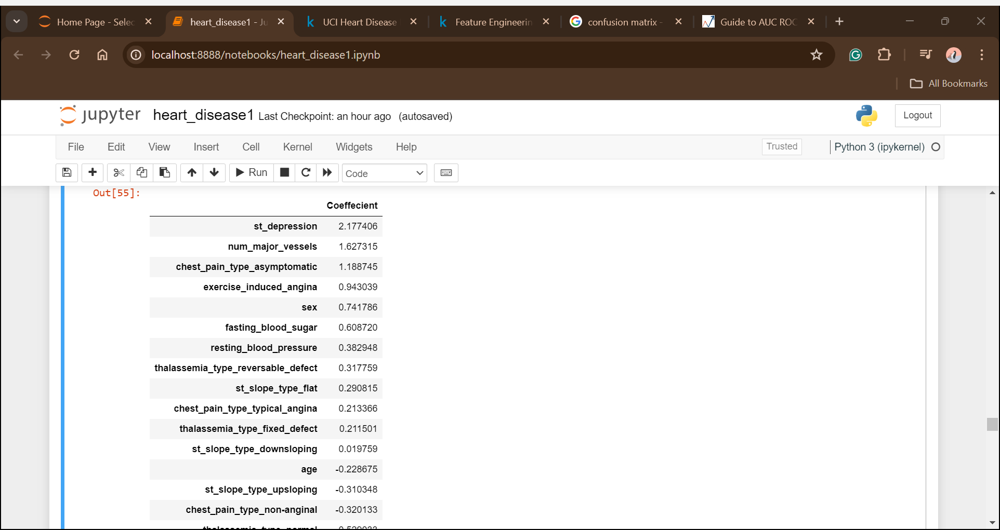 Home Page - Selec
heart_disease1 - Ju
UCI Heart Disease
Feature Engineerin
confusion matrix -
Guide to AUC ROC
localhost:8888/notebooks/heart_disease1.ipynb
All Bookmarks
jupyter heart_disease1 Last Checkpoint: an hour ago (autosaved)
Logout
File Edit View Insert Cell Kernel Widgets Help
Trusted
Python 3 (ipykernel)
Run
Code
Out[55]:
Coeffecient
st_depression 2.177406
num_major_vessels 1.627315
chest_pain_type_asymptomatic 1.188745
exercise_induced_angina 0.943039
sex 0.741786
fasting_blood_sugar 0.608720
resting_blood_pressure 0.382948
thalassemia_type_reversable_defect 0.317759
st_slope_type_flat 0.290815
chest_pain_type_typical_angina 0.213366
thalassemia_type_fixed_defect 0.211501
st_slope_type_downsloping 0.019759
age -0.228675
st_slope_type_upsloping -0.310348
chest_pain_type_non-anginal -0.320133
thalassemia_type_normal